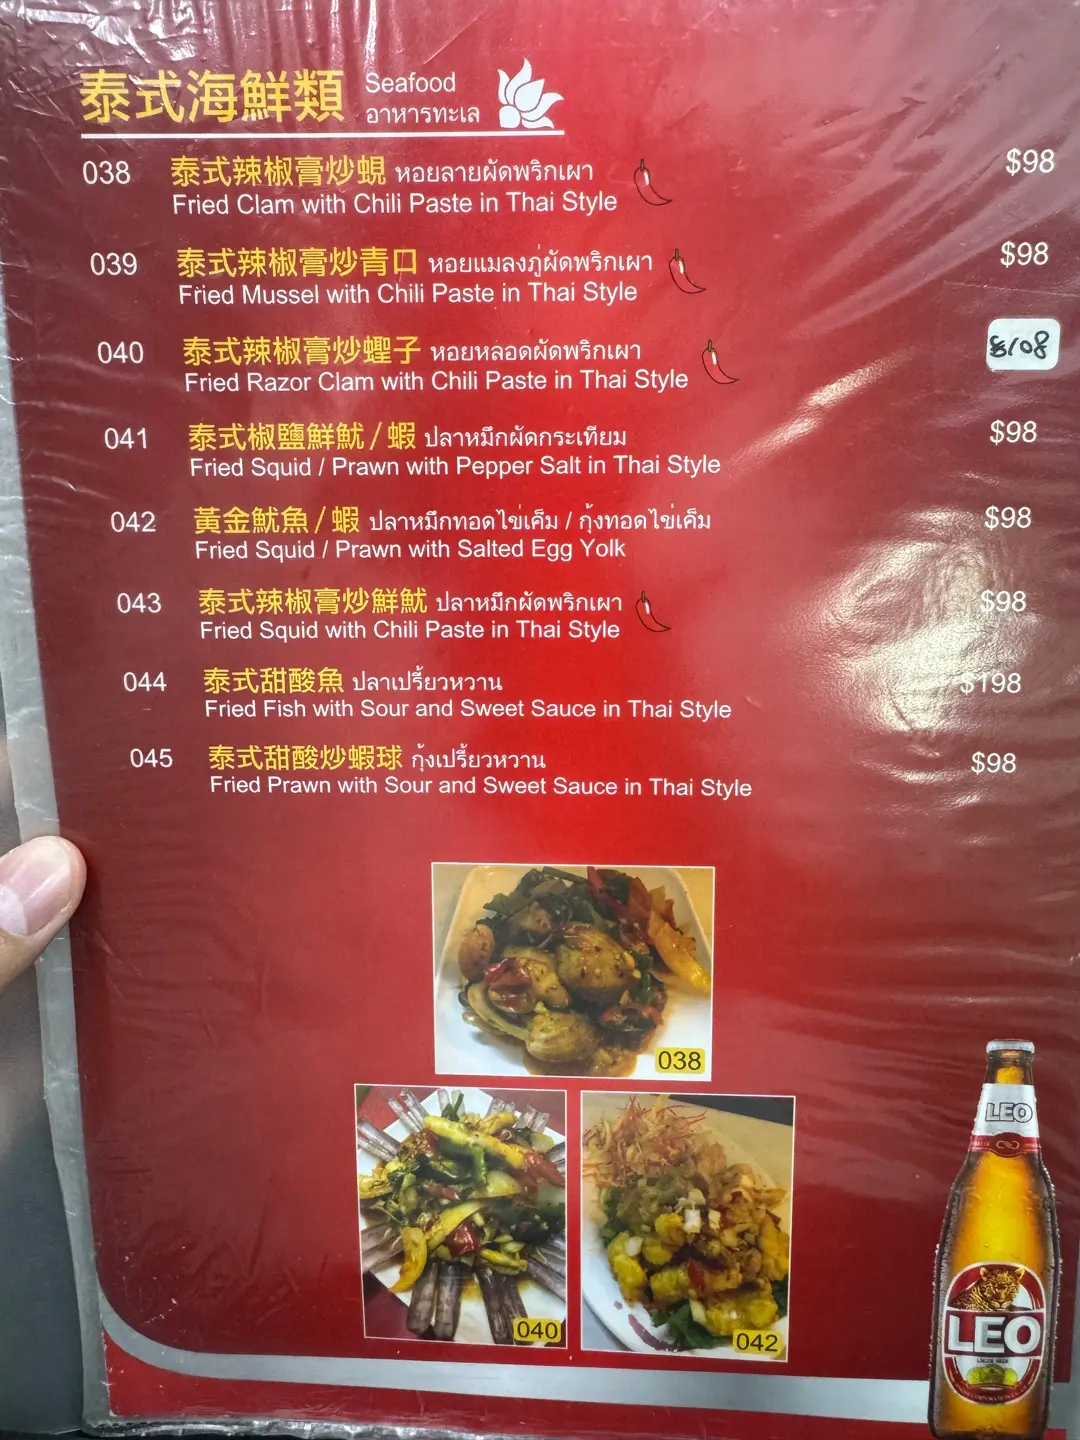 泰式海鮮類 Seafood
อาหารทะเล
038 泰式辣椒膏炒蜆 หอยลายผัดพริกเผา $98
Fried Clam with Chili Paste in Thai Style
039 泰式辣椒膏炒青口 หอยแมลงภู่ผัดพริกเผา $98
Fried Mussel with Chili Paste in Thai Style
040 泰式辣椒膏炒蟶子 หอยหลอดผัดพริกเผา $108
Fried Razor Clam with Chili Paste in Thai Style
041 泰式椒鹽鮮魷 / 蝦 ปลาหมึกผัดกระเทียม $98
Fried Squid / Prawn with Pepper Salt in Thai Style
042 黃金魷魚 / 蝦 ปลาหมึกทอดไข่เค็ม / กุ้งทอดไข่เค็ม $98
Fried Squid / Prawn with Salted Egg Yolk
043 泰式辣椒膏炒鮮魷 ปลาหมึกผัดพริกเผา $98
Fried Squid with Chili Paste in Thai Style
044 泰式甜酸魚 ปลาเปรี้ยวหวาน $198
Fried Fish with Sour and Sweet Sauce in Thai Style
045 泰式甜酸炒蝦球 กุ้งเปรี้ยวหวาน $98
Fried Prawn with Sour and Sweet Sauce in Thai Style
038
040
042
LEO
LEO
LAGER BEER